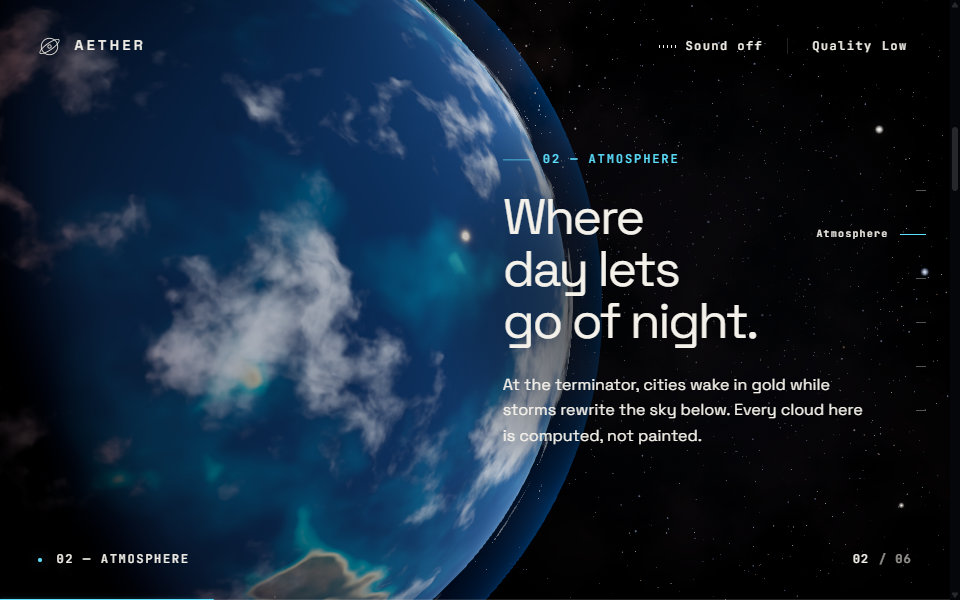 AETHER
Sound off
Quality Low
02 — ATMOSPHERE
Where
day lets
go of night.
Atmosphere
At the terminator, cities wake in gold while
storms rewrite the sky below. Every cloud here
is computed, not painted.
02 — ATMOSPHERE
02 / 06